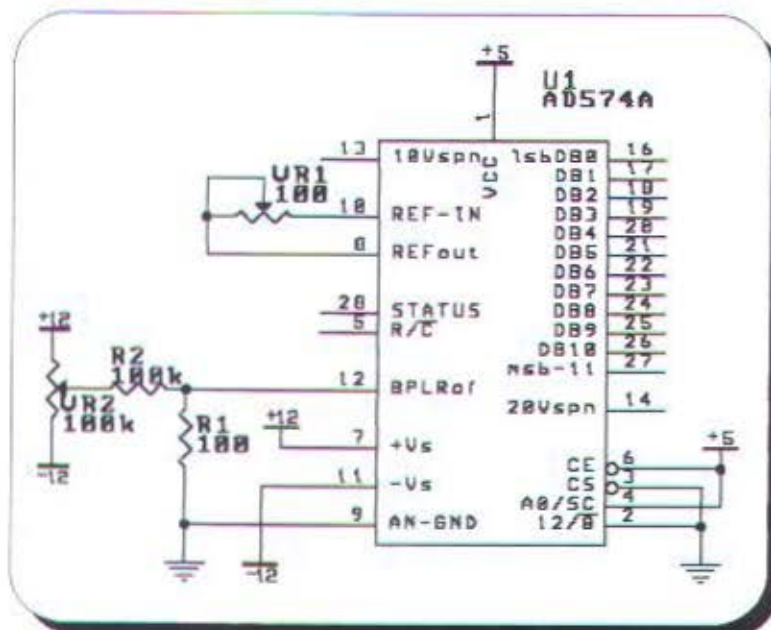 +5
U1
AD574A
1
VCC
13 10Vspn
VR1
100
10 REF-IN
8 REFout
28 STATUS
5 R/C
+12
R2
100k
VR2
100k
-12
12 BPLRof
R1
100
+12
7 +Vs
11 -Vs
9 AN-GND
-12
lsbDB0 16
DB1 17
DB2 18
DB3 19
DB4 20
DB5 21
DB6 22
DB7 23
DB8 24
DB9 25
DB10 26
msb-11 27
20Vspn 14
+5
CE 6
CS 3
A0/SC 4
12/8 2